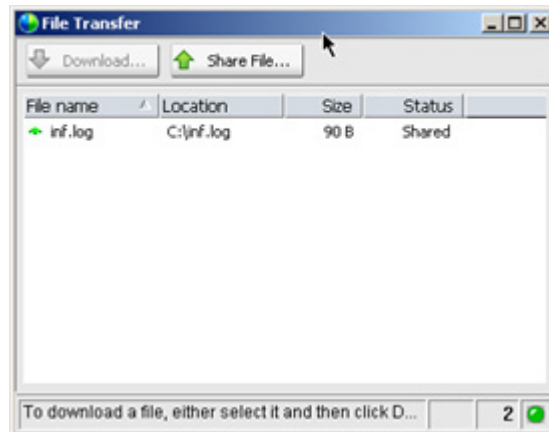 File Transfer
Download... Share File...
File name Location Size Status
inf.log C:\inf.log 90 B Shared
To download a file, either select it and then click D... 2